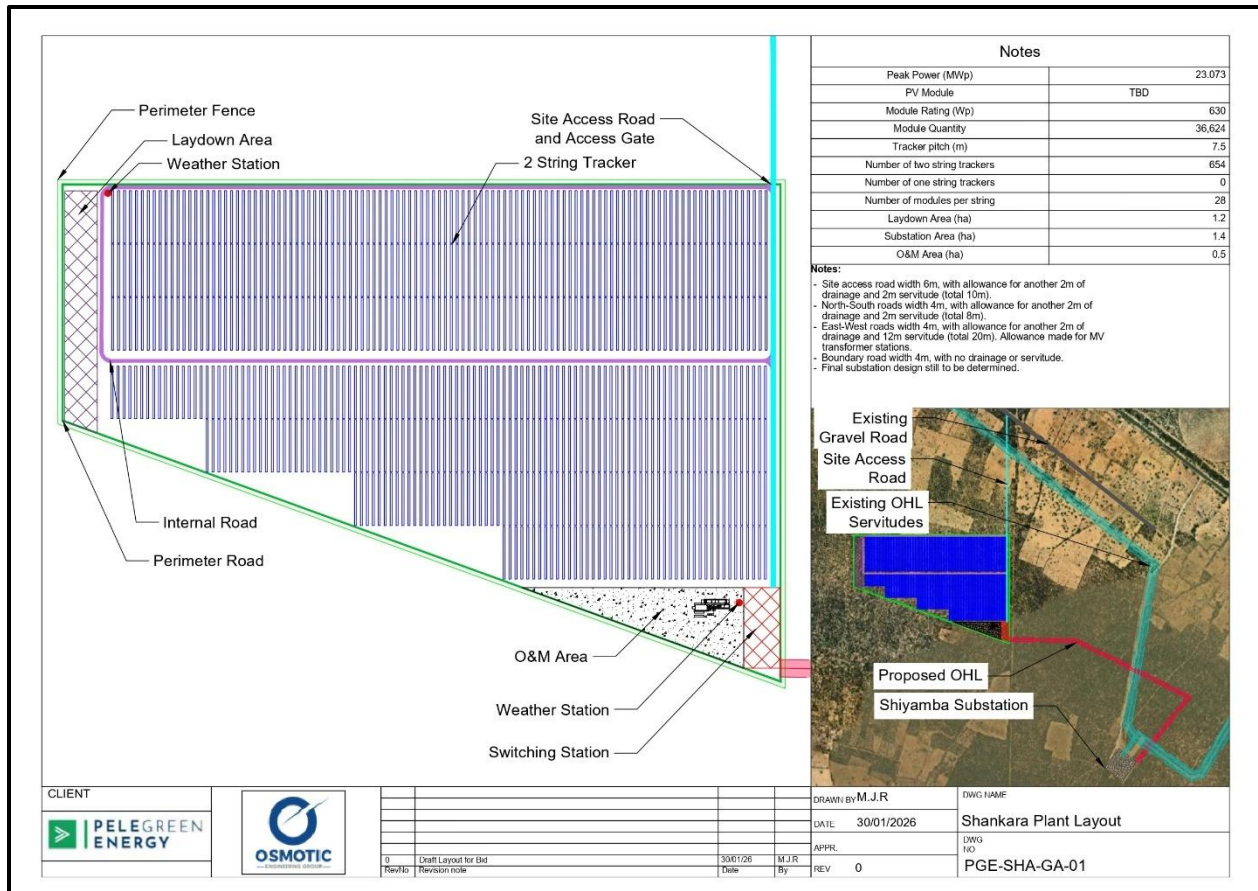 Perimeter Fence
Laydown Area
Weather Station
Site Access Road
and Access Gate
2 String Tracker
Internal Road
Perimeter Road
O&M Area
Weather Station
Switching Station
Notes
Peak Power (MWp) 23.073
PV Module TBD
Module Rating (Wp) 630
Module Quantity 36,624
Tracker pitch (m) 7.5
Number of two string trackers 654
Number of one string trackers 0
Number of modules per string 28
Laydown Area (ha) 1.2
Substation Area (ha) 1.4
O&M Area (ha) 0.5
Notes:
- Site access road width 6m, with allowance for another 2m of
drainage and 2m servitude (total 10m).
- North-South roads width 4m, with allowance for another 2m of
drainage and 2m servitude (total 8m).
- East-West roads width 4m, with allowance for another 2m of
drainage and 12m servitude (total 20m). Allowance made for MV
transformer stations.
- Boundary road width 4m, with no drainage or servitude.
- Final substation design still to be determined.
Existing
Gravel Road
Site Access
Road
Existing OHL
Servitudes
Proposed OHL
Shiyamba Substation
CLIENT
PELEGREEN
ENERGY
OSMOTIC
ENGINEERING GROUP
0 Draft Layout for Bid 30/01/26 M.J.R
RevNo Revision note Date By
DRAWN BY M.J.R
DATE 30/01/2026
APPR.
REV 0
DWG NAME
Shankara Plant Layout
DWG
NO
PGE-SHA-GA-01